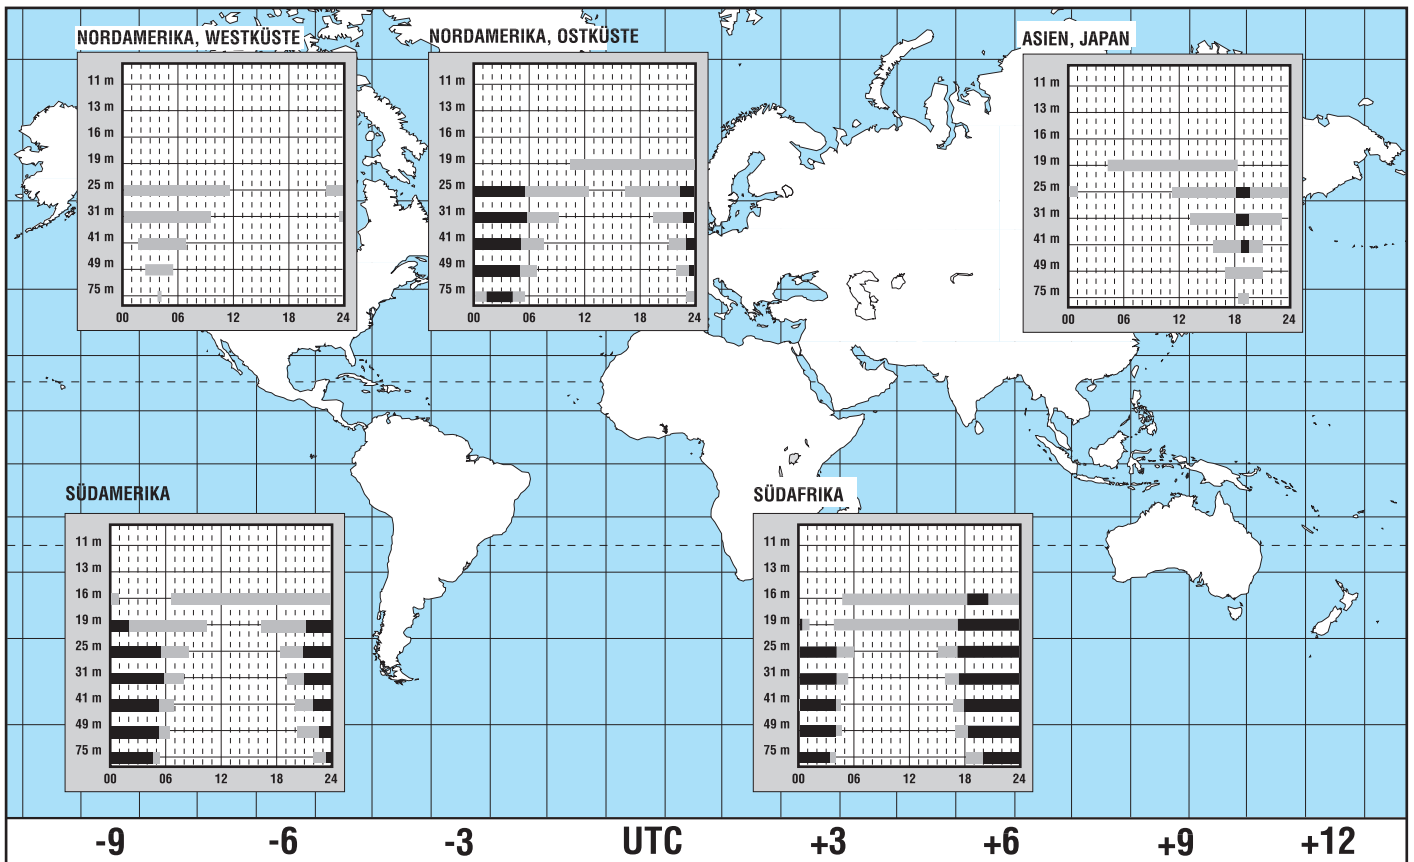 NORDAMERIKA, WESTKÜSTE
11 m
13 m
16 m
19 m
25 m
31 m
41 m
49 m
75 m
00 06 12 18 24
NORDAMERIKA, OSTKÜSTE
11 m
13 m
16 m
19 m
25 m
31 m
41 m
49 m
75 m
00 06 12 18 24
ASIEN, JAPAN
11 m
13 m
16 m
19 m
25 m
31 m
41 m
49 m
75 m
00 06 12 18 24
SÜDAMERIKA
11 m
13 m
16 m
19 m
25 m
31 m
41 m
49 m
75 m
00 06 12 18 24
SÜDAFRIKA
11 m
13 m
16 m
19 m
25 m
31 m
41 m
49 m
75 m
00 06 12 18 24
-9 -6 -3 UTC +3 +6 +9 +12